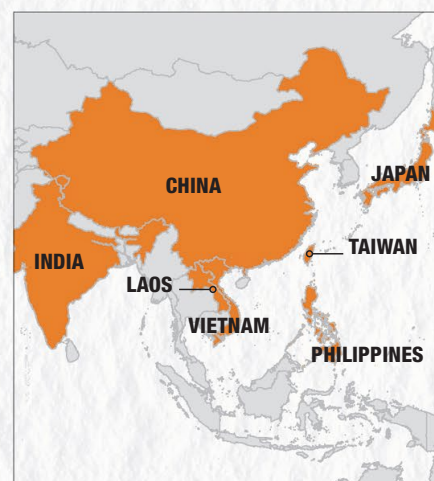 CHINA
JAPAN
TAIWAN
INDIA
LAOS
VIETNAM
PHILIPPINES